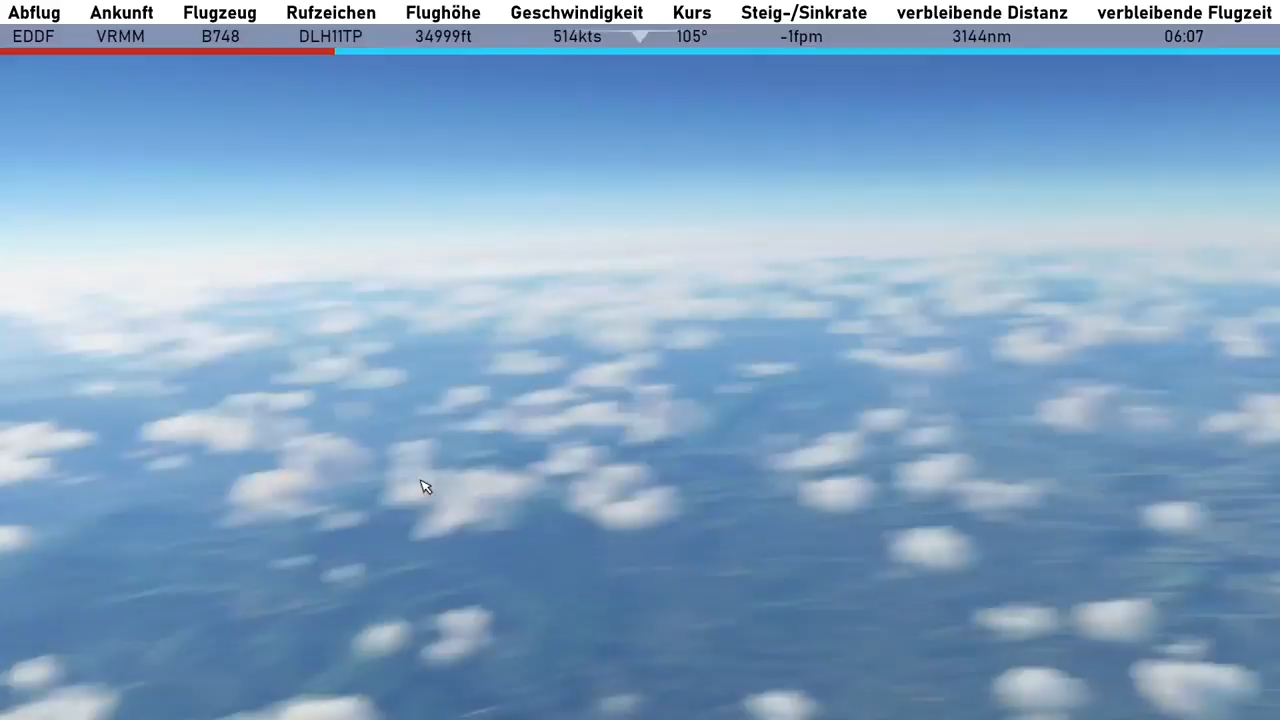 Abflug Ankunft Flugzeug Rufzeichen Flughöhe Geschwindigkeit Kurs Steig-/Sinkrate verbleibende Distanz verbleibende Flugzeit
EDDF VRMM B748 DLH11TP 34999ft 514kts 105° -1fpm 3144nm 06:07